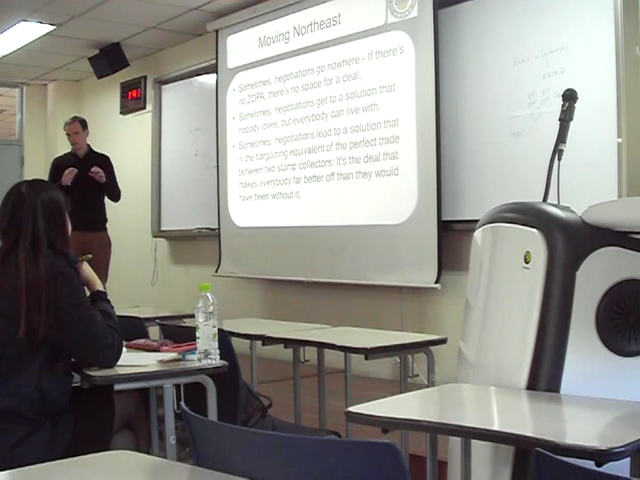 Moving Northeast
• Sometimes, negotiations go nowhere - If there's
no ZOPA, there's no space for a deal.
• Sometimes, negotiations get to a solution that
nobody loves, but everybody can live with.
• Sometimes, negotiations lead to a solution that
is the bargaining equivalent of the perfect trade
between two stamp collectors: It's the deal that
makes everybody far better off than they would
have been without it.